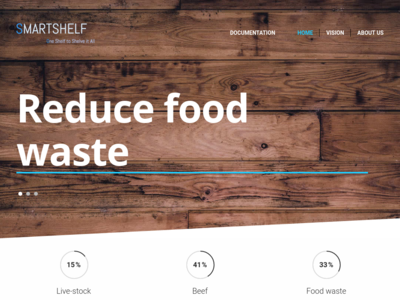 SMARTSHELF
One Shelf to Shelve it All
DOCUMENTATION
HOME
VISION
ABOUT US
Reduce food
waste
15%
41%
33%
Live-stock
Beef
Food waste